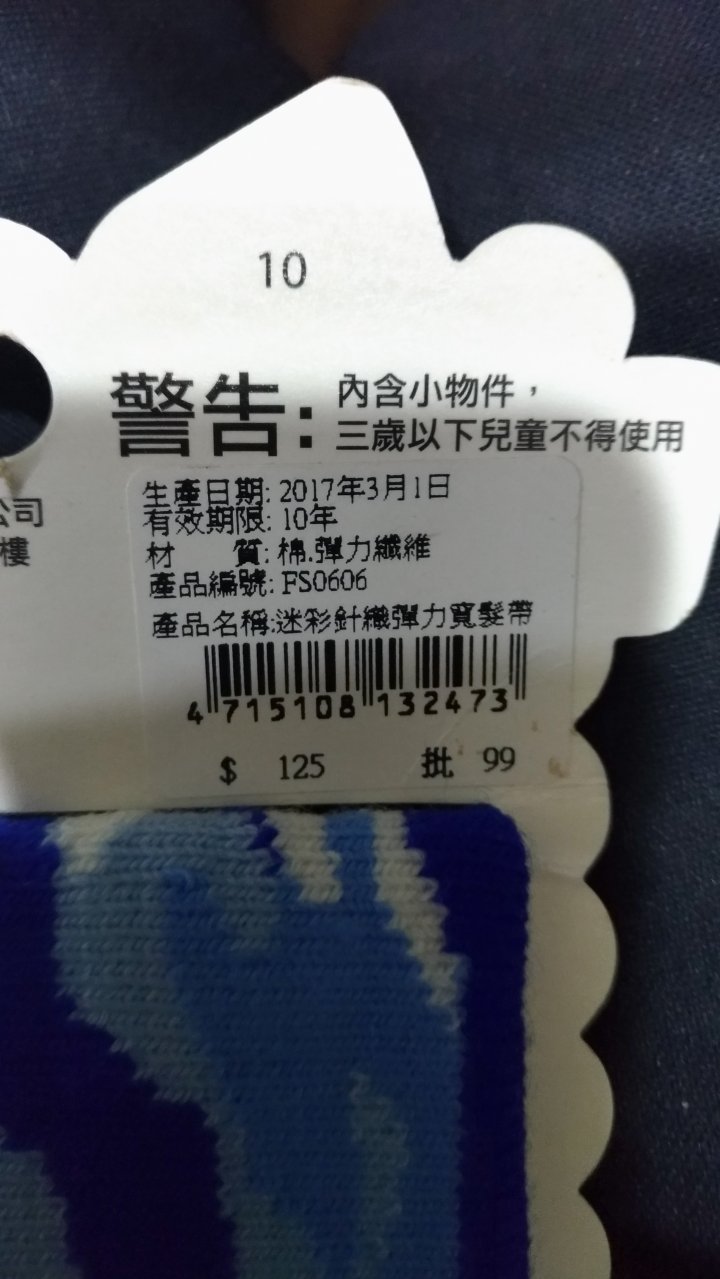 10
警告:
內含小物件，
三歲以下兒童不得使用
公司
樓
生產日期: 2017年3月1日
有效期限: 10年
材　　質: 棉.彈力纖維
產品編號: FS0606
產品名稱:迷彩針織彈力寬髮帶
4 715108 132473
$ 125 批 99